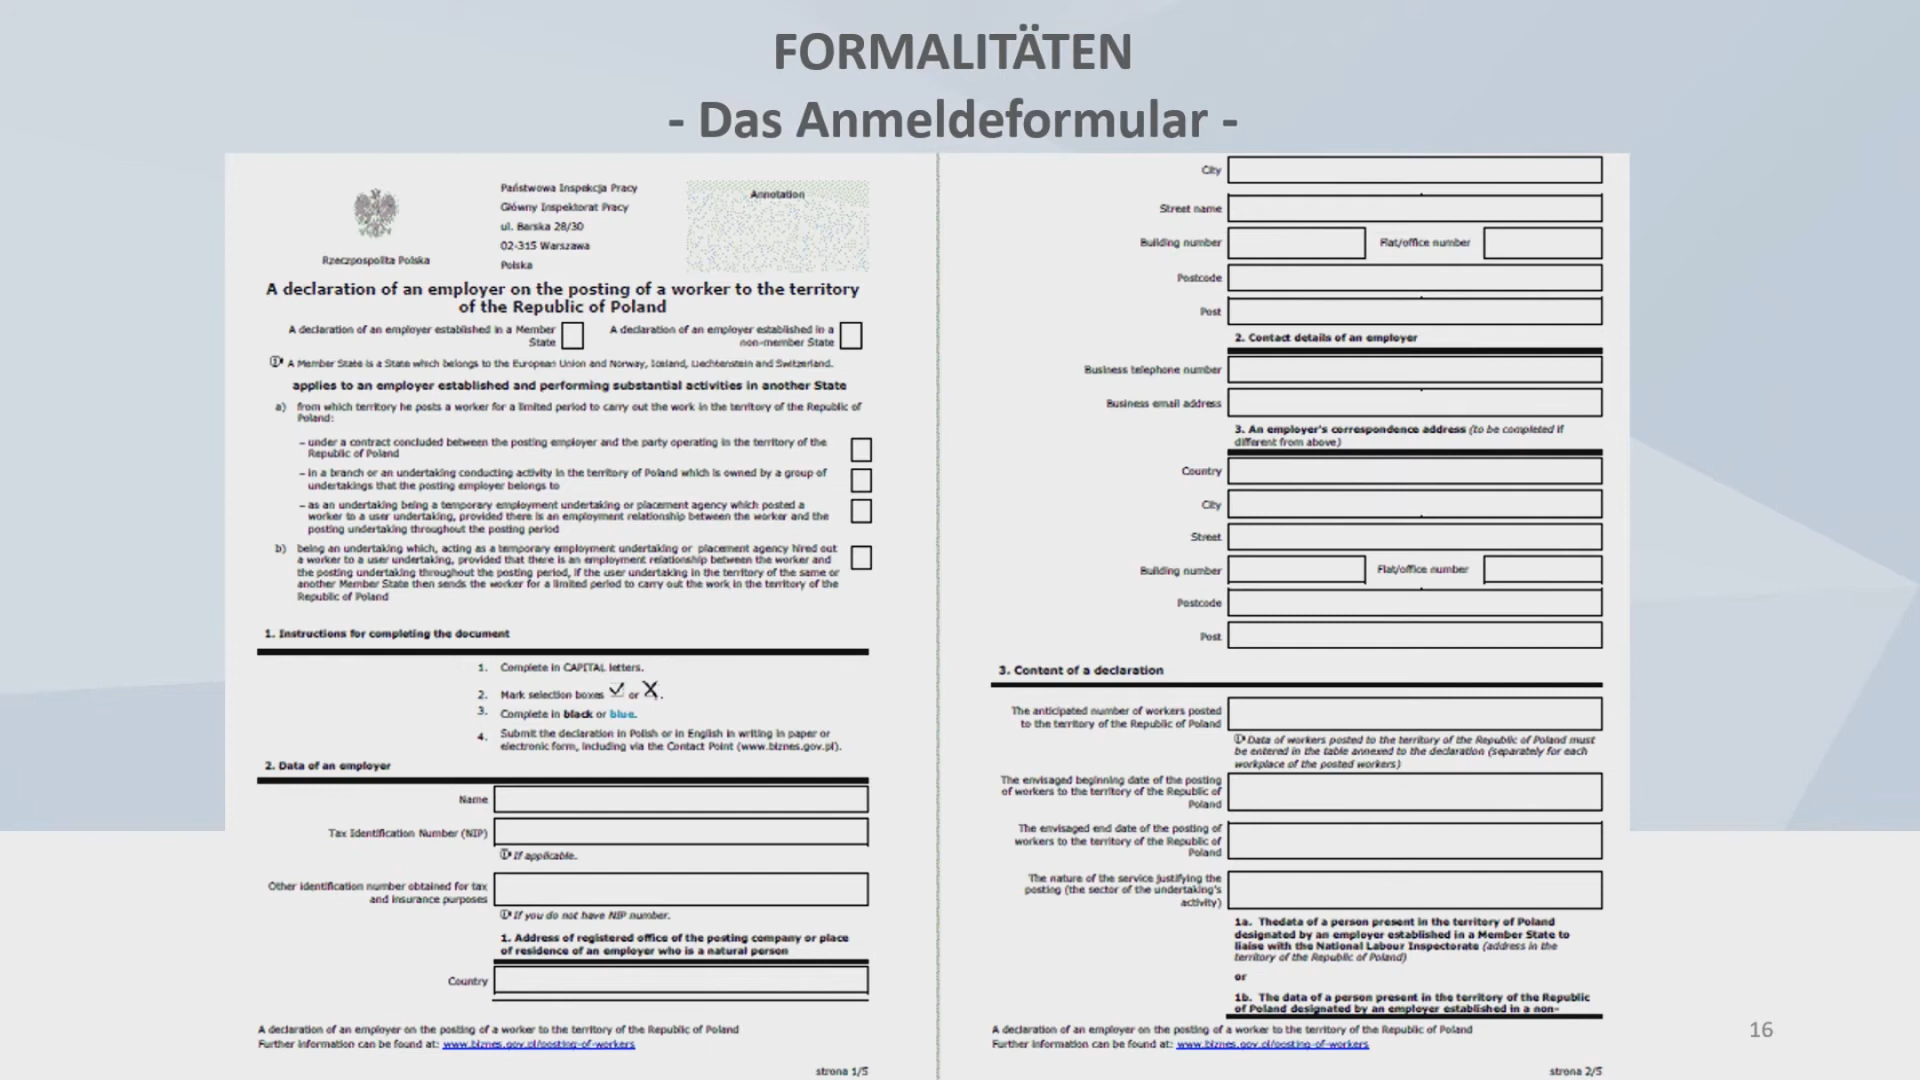 FORMALITÄTEN
- Das Anmeldeformular -
Rzeczpospolita Polska
Państwowa Inspekcja Pracy
Główny Inspektorat Pracy
ul. Barska 28/30
02-315 Warszawa
Polska
Annotation
A declaration of an employer on the posting of a worker to the territory
of the Republic of Poland
A declaration of an employer established in a Member
State
A declaration of an employer established in a
non-member State
A Member State is a State which belongs to the European Union and Norway, Iceland, Liechtenstein and Switzerland.
applies to an employer established and performing substantial activities in another State
a) from which territory he posts a worker for a limited period to carry out the work in the territory of the Republic of
Poland:
– under a contract concluded between the posting employer and the party operating in the territory of the
Republic of Poland
– in a branch or an undertaking conducting activity in the territory of Poland which is owned by a group of
undertakings that the posting employer belongs to
– as an undertaking being a temporary employment undertaking or placement agency which posted a
worker to a user undertaking, provided there is an employment relationship between the worker and the
posting undertaking throughout the posting period
b) being an undertaking which, acting as a temporary employment undertaking or placement agency hired out
a worker to a user undertaking, provided that there is an employment relationship between the worker and
the posting undertaking throughout the posting period, if the user undertaking in the territory of the same or
another Member State then sends the worker for a limited period to carry out the work in the territory of the
Republic of Poland
1. Instructions for completing the document
1. Complete in CAPITAL letters.
2. Mark selection boxes ✓ or X.
3. Complete in black or blue.
4. Submit the declaration in Polish or in English in writing in paper or
electronic form, including via the Contact Point (www.biznes.gov.pl).
2. Data of an employer
Name
Tax Identification Number (NIP)
If applicable.
Other identification number obtained for tax
and insurance purposes
If you do not have NIP number.
1. Address of registered office of the posting company or place
of residence of an employer who is a natural person
Country
A declaration of an employer on the posting of a worker to the territory of the Republic of Poland
Further information can be found at: www.biznes.gov.pl/posting-of-workers
strona 1/5
City
Street name
Building number
Flat/office number
Postcode
Post
2. Contact details of an employer
Business telephone number
Business email address
3. An employer's correspondence address (to be completed if
different from above)
Country
City
Street
Building number
Flat/office number
Postcode
Post
3. Content of a declaration
The anticipated number of workers posted
to the territory of the Republic of Poland
Data of workers posted to the territory of the Republic of Poland must
be entered in the table annexed to the declaration (separately for each
workplace of the posted workers)
The envisaged beginning date of the posting
of workers to the territory of the Republic of
Poland
The envisaged end date of the posting of
workers to the territory of the Republic of
Poland
The nature of the service justifying the
posting (the sector of the undertaking's
activity)
1a. Thedata of a person present in the territory of Poland
designated by an employer established in a Member State to
liaise with the National Labour Inspectorate (address in the
territory of the Republic of Poland)
or
1b. The data of a person present in the territory of the Republic
of Poland designated by an employer established in a non-
A declaration of an employer on the posting of a worker to the territory of the Republic of Poland
Further information can be found at: www.biznes.gov.pl/posting-of-workers
strona 2/5
16